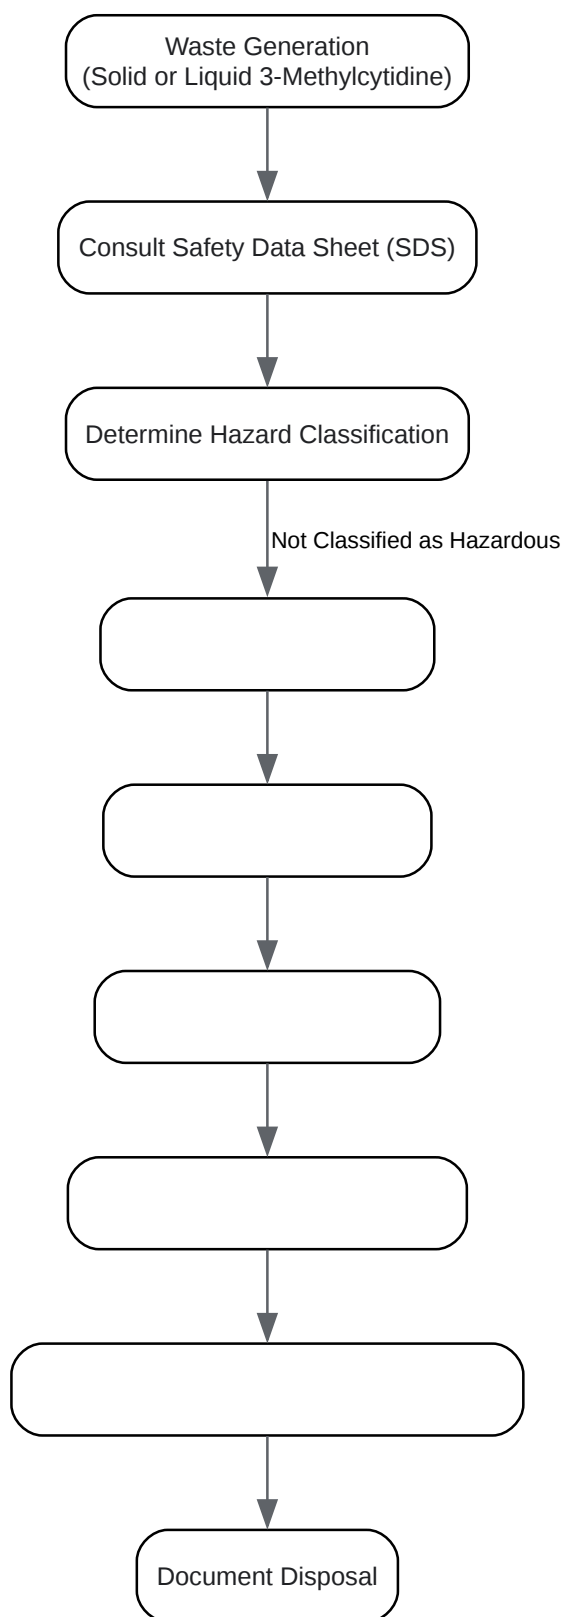 Waste Generation
(Solid or Liquid 3-Methylcytidine)
Consult Safety Data Sheet (SDS)
Determine Hazard Classification
Not Classified as Hazardous
Document Disposal